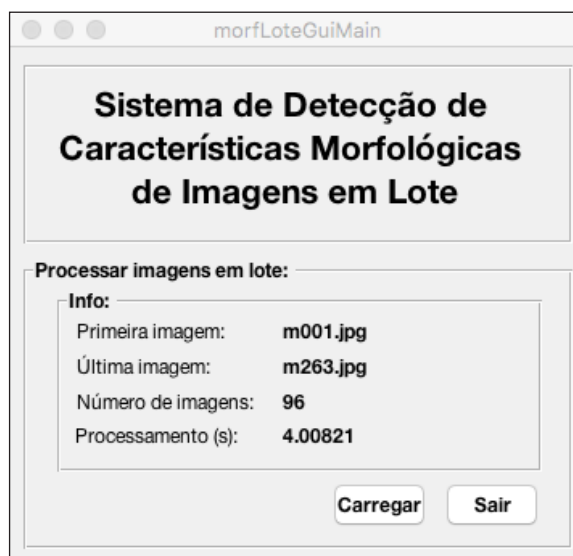 morfLoteGuiMain
Sistema de Detecção de
Características Morfológicas
de Imagens em Lote
Processar imagens em lote:
Info:
Primeira imagem: m001.jpg
Última imagem: m263.jpg
Número de imagens: 96
Processamento (s): 4.00821
Carregar Sair